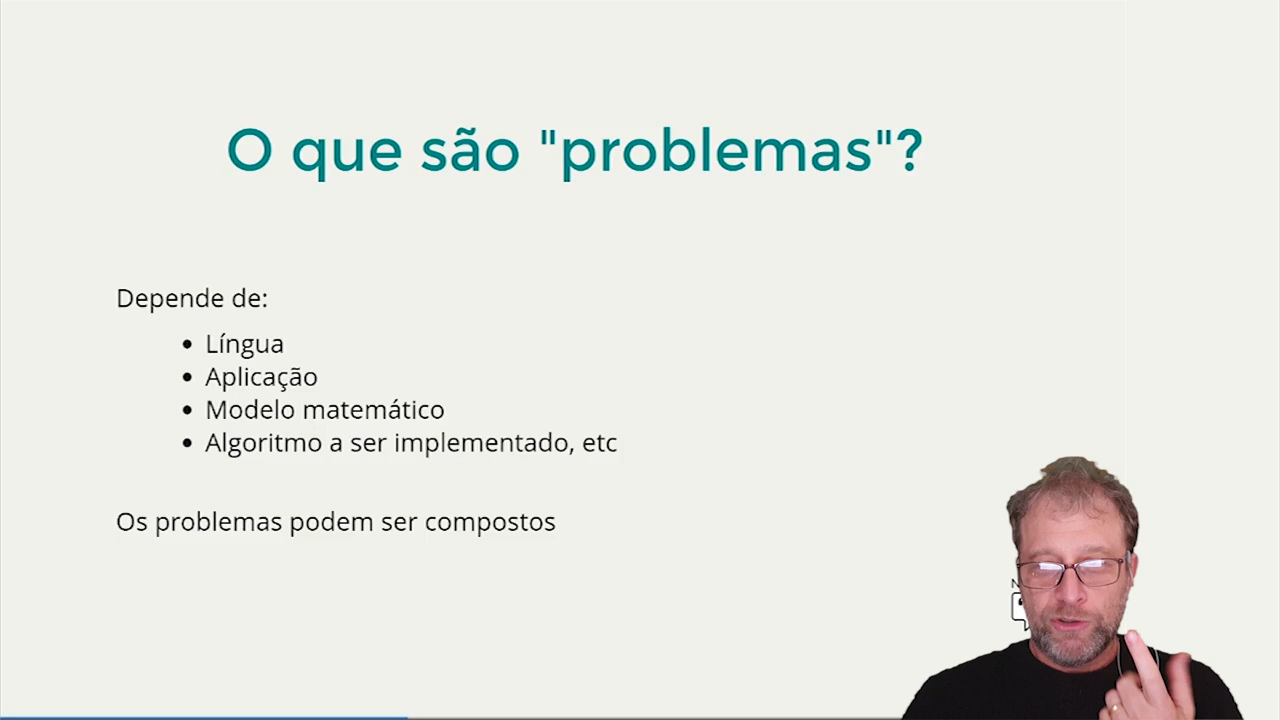 O que são "problemas"?
Depende de:
• Língua
• Aplicação
• Modelo matemático
• Algoritmo a ser implementado, etc
Os problemas podem ser compostos